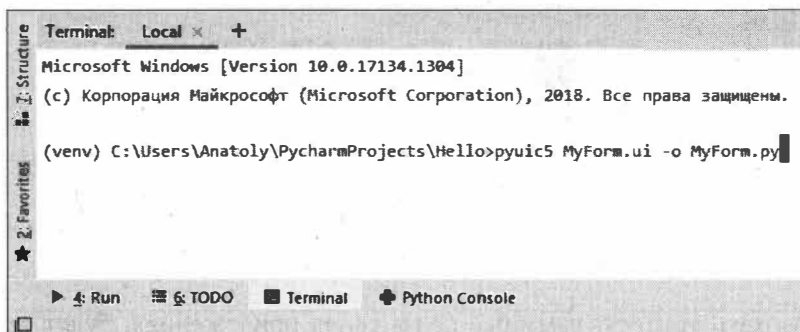 Terminal: Local × +
Microsoft Windows [Version 10.0.17134.1304]
(c) Корпорация Майкрософт (Microsoft Corporation), 2018. Все права защищены.
(venv) C:\Users\Anatoly\PycharmProjects\Hello>pyuic5 MyForm.ui -o MyForm.py
7: Structure
2: Favorites
4: Run 6: TODO Terminal Python Console